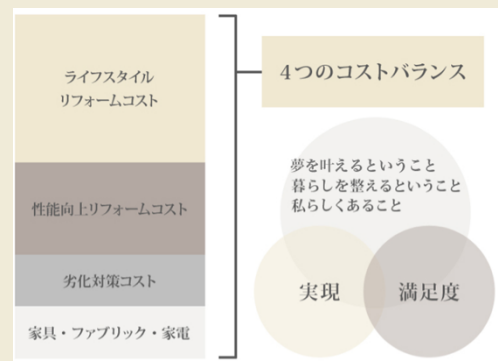 ライフスタイル
リフォームコスト
性能向上リフォームコスト
劣化対策コスト
家具・ファブリック・家電
4つのコストバランス
夢を叶えるということ
暮らしを整えるということ
私らしくあること
実現
満足度